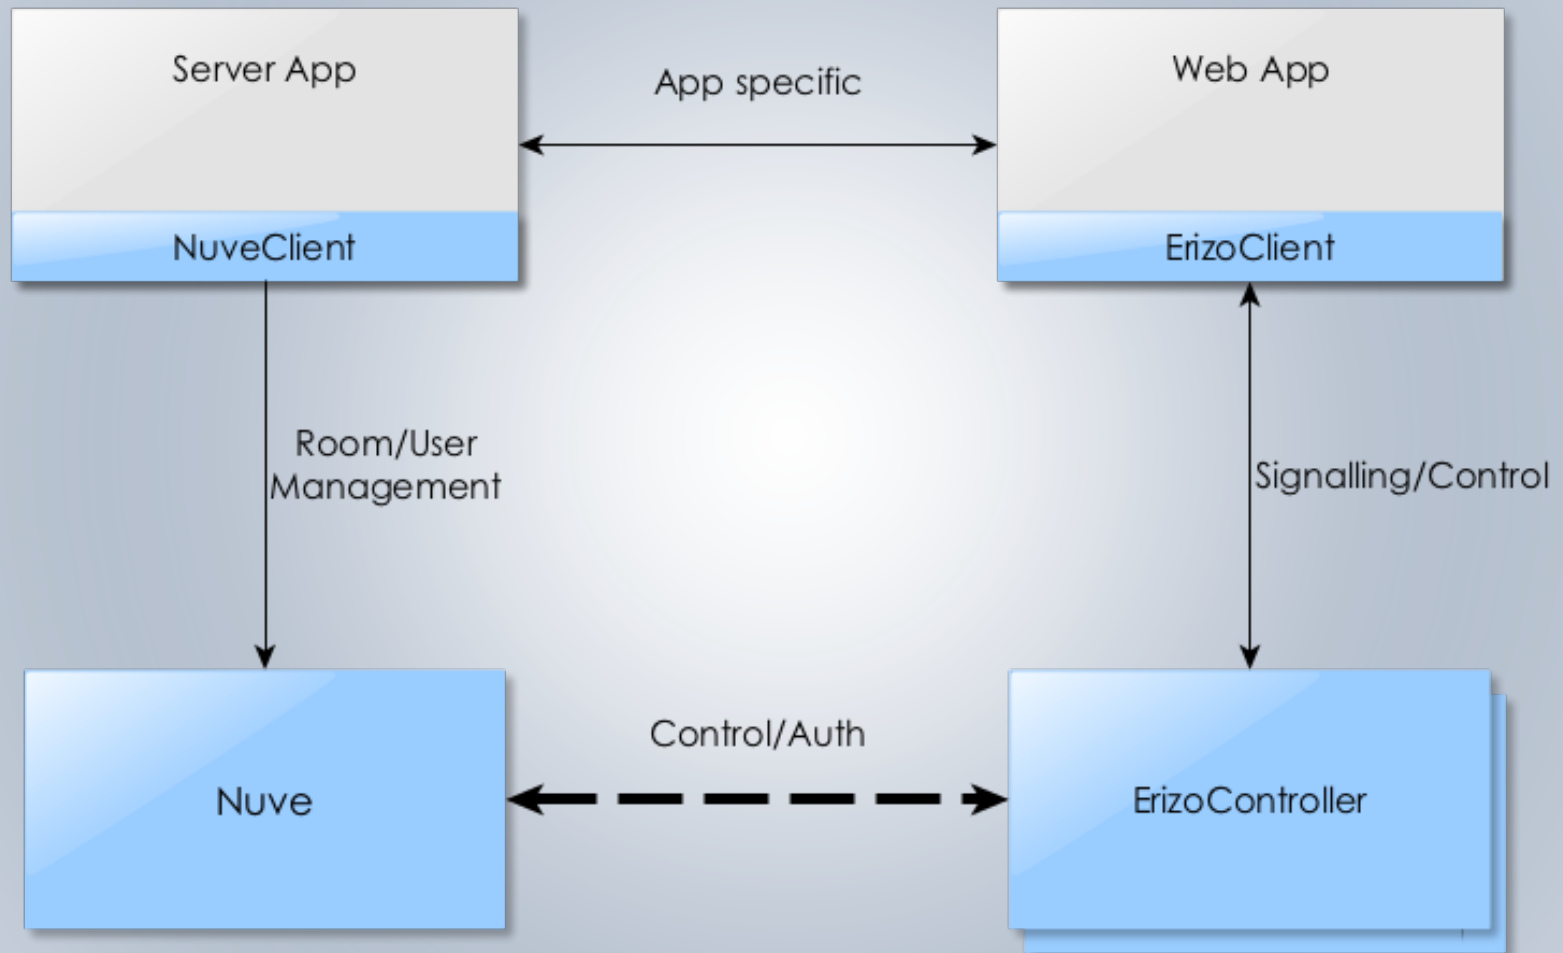 Server App
App specific
Web App
NuveClient
ErizoClient
Room/User
Management
Signalling/Control
Control/Auth
Nuve
ErizoController